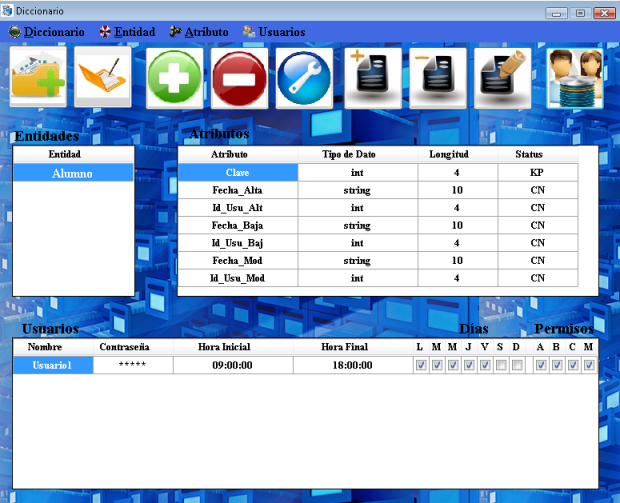 Diccionario
Diccionario Entidad Atributo Usuarios
Entidades
Entidad
Alumno
Atributos
Atributo Tipo de Dato Longitud Status
Clave int 4 KP
Fecha_Alta string 10 CN
Id_Usu_Alt int 4 CN
Fecha_Baja string 10 CN
Id_Usu_Baj int 4 CN
Fecha_Mod string 10 CN
Id_Usu_Mod int 4 CN
Usuarios Días Permisos
Nombre Contraseña Hora Inicial Hora Final L M M J V S D A B C M
Usuario1 ***** 09:00:00 18:00:00